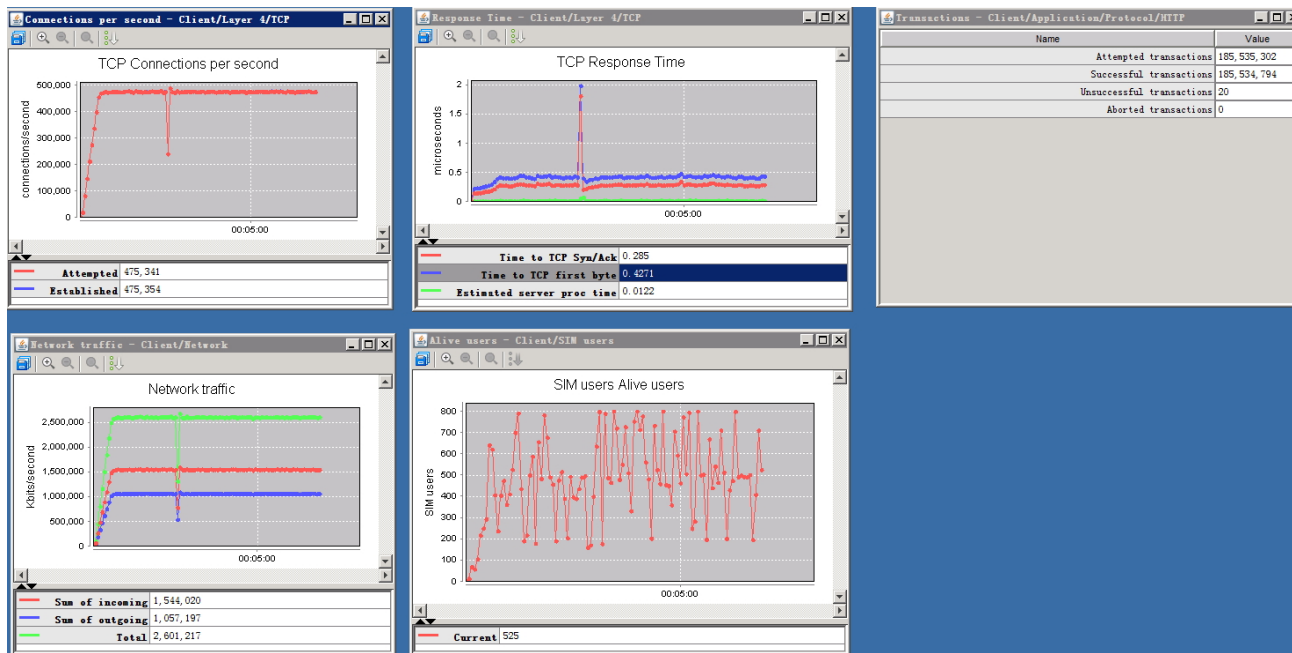 Connections per second - Client/Layer 4/TCP
TCP Connections per second
connections/second
500,000
400,000
300,000
200,000
100,000
0
00:05:00
Attempted 475,341
Established 475,354
Response Time - Client/Layer 4/TCP
TCP Response Time
microseconds
2
1.5
1
0.5
0
00:05:00
Time to TCP Syn/Ack 0.285
Time to TCP first byte 0.4271
Estimated server proc time 0.0122
Transactions - Client/Application/Protocol/HTTP
Name Value
Attempted transactions 185,535,302
Successful transactions 185,534,794
Unsuccessful transactions 20
Aborted transactions 0
Network traffic - Client/Network
Network traffic
Kbits/second
2,500,000
2,000,000
1,500,000
1,000,000
500,000
0
00:05:00
Sum of incoming 1,544,020
Sum of outgoing 1,057,197
Total 2,601,217
Alive users - Client/SIM users
SIM users Alive users
SIM users
800
700
600
500
400
300
200
100
0
00:05:00
Current 525